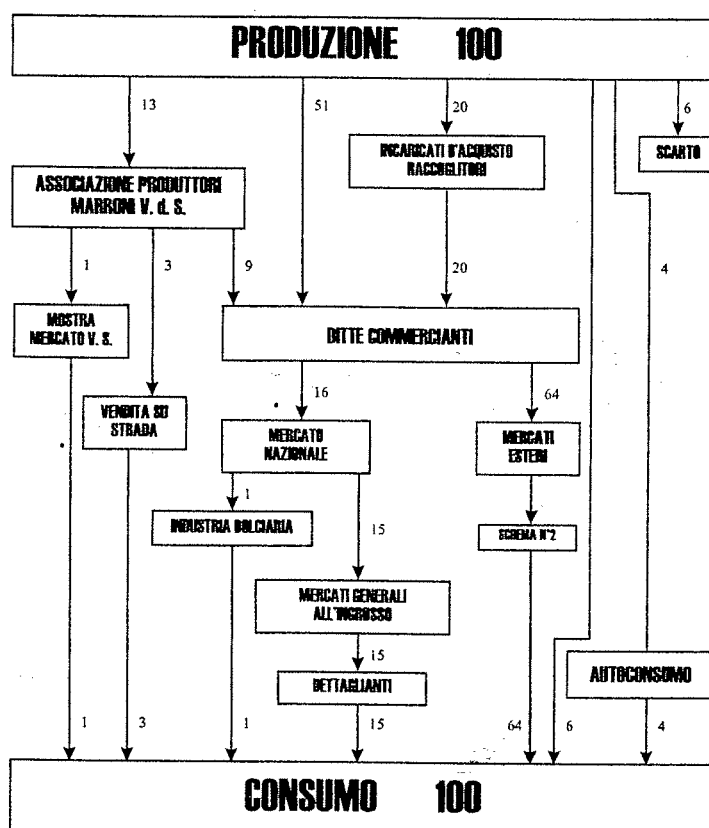 PRODUZIONE 100
13
51
20
6
INCARICATI D'ACQUISTO
RACCOGLITORI
SCARTO
ASSOCIAZIONE PRODUTTORI
MARRONI V. d. S.
1
3
9
20
4
MOSTRA
MERCATO V. S.
DITTE COMMERCIANTI
16
64
VENDITA SU
STRADA
MERCATO
NAZIONALE
MERCATI
ESTERI
1
15
INDUSTRIA DOLCIARIA
SCHEMA N°2
MERCATI GENERALI
ALL'INGROSSO
15
DETTAGLIANTI
AUTOCONSUMO
1
3
1
15
64
6
4
CONSUMO 100